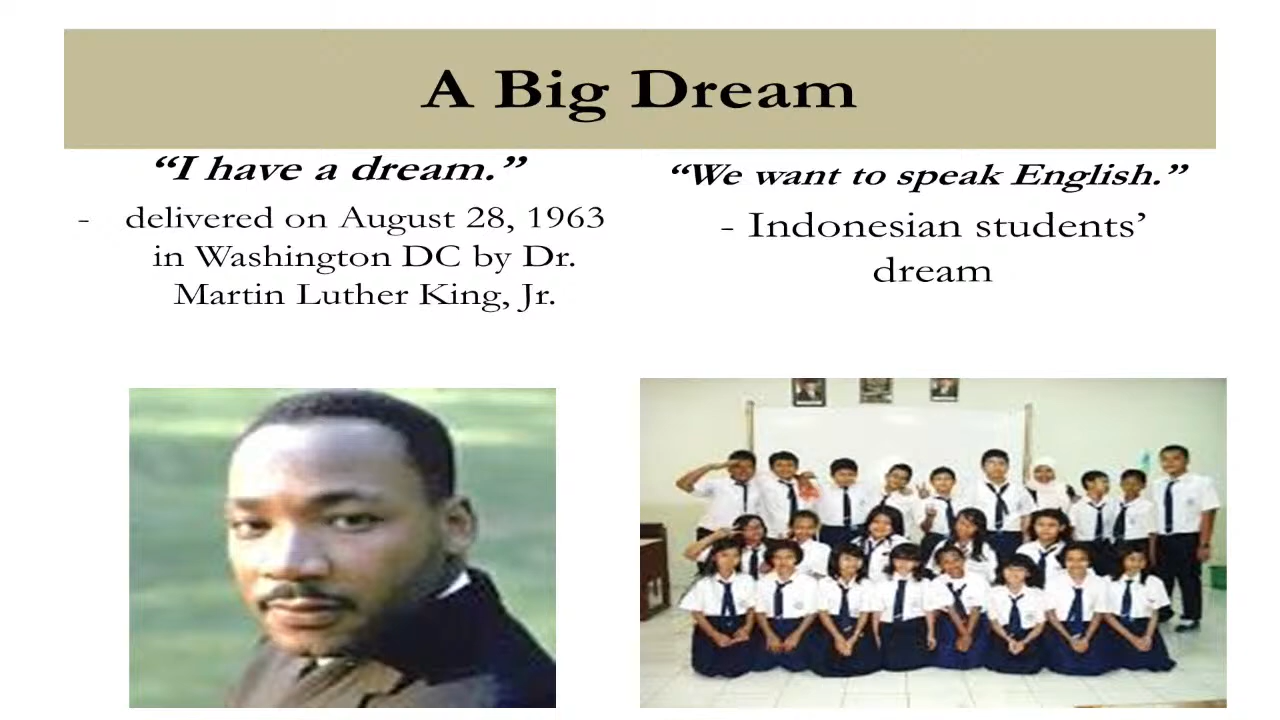 A Big Dream
“I have a dream.”
- delivered on August 28, 1963
in Washington DC by Dr.
Martin Luther King, Jr.
“We want to speak English.”
- Indonesian students’
dream